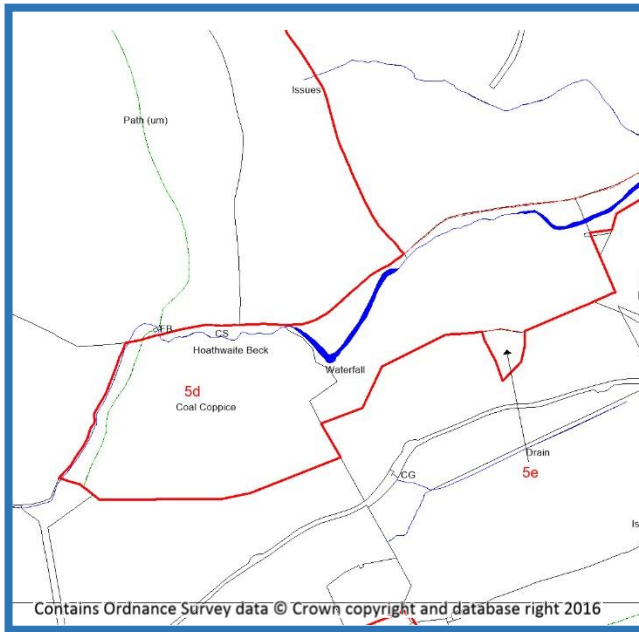 Issues
Path (um)
FB
CS
Hoathwaite Beck
Waterfall
5d
Coal Coppice
Drain
5e
CG
Is
Contains Ordnance Survey data © Crown copyright and database right 2016